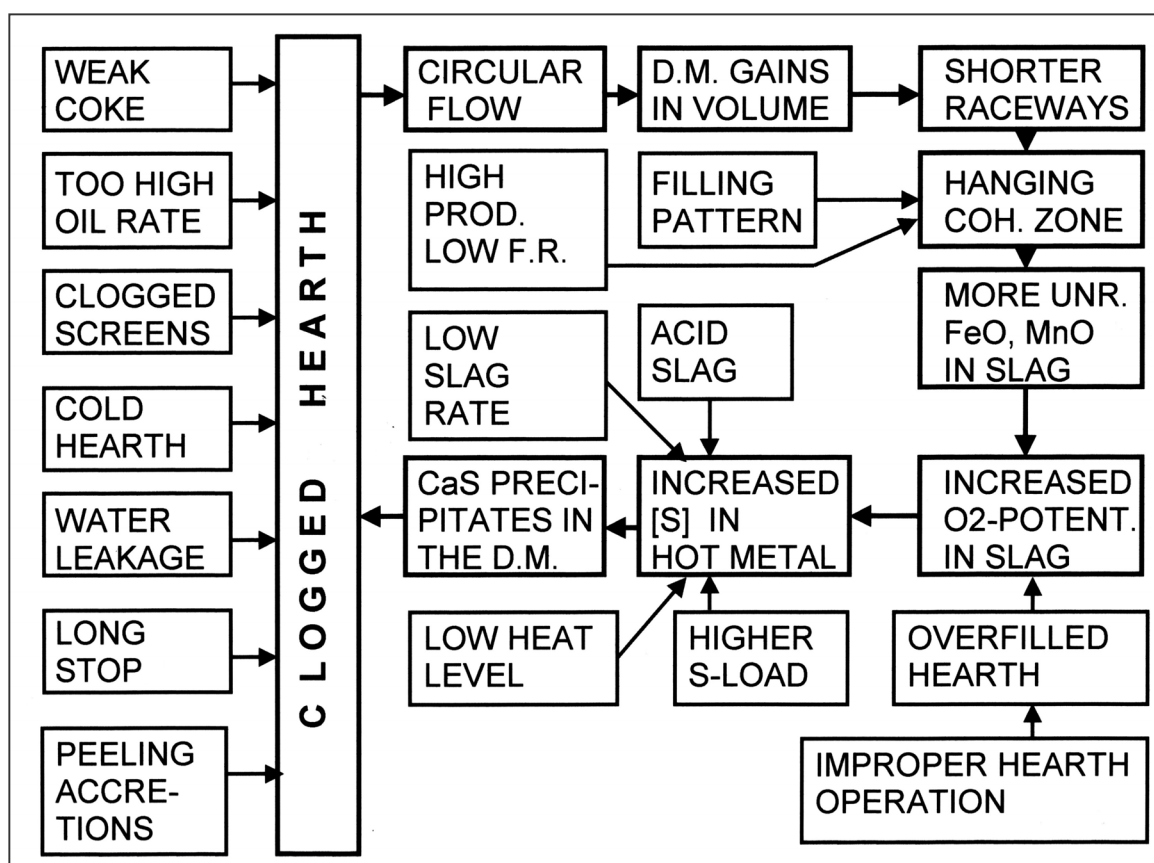 WEAK
COKE
TOO HIGH
OIL RATE
CLOGGED
SCREENS
COLD
HEARTH
WATER
LEAKAGE
LONG
STOP
PEELING
ACCRE-
TIONS
CLOGGED HEARTH
CIRCULAR
FLOW
D.M. GAINS
IN VOLUME
SHORTER
RACEWAYS
HIGH
PROD.
LOW F.R.
FILLING
PATTERN
HANGING
COH. ZONE
MORE UNR.
FeO, MnO
IN SLAG
LOW
SLAG
RATE
ACID
SLAG
CaS PRECI-
PITATES IN
THE D.M.
INCREASED
[S] IN
HOT METAL
INCREASED
O2-POTENT.
IN SLAG
LOW HEAT
LEVEL
HIGHER
S-LOAD
OVERFILLED
HEARTH
IMPROPER HEARTH
OPERATION